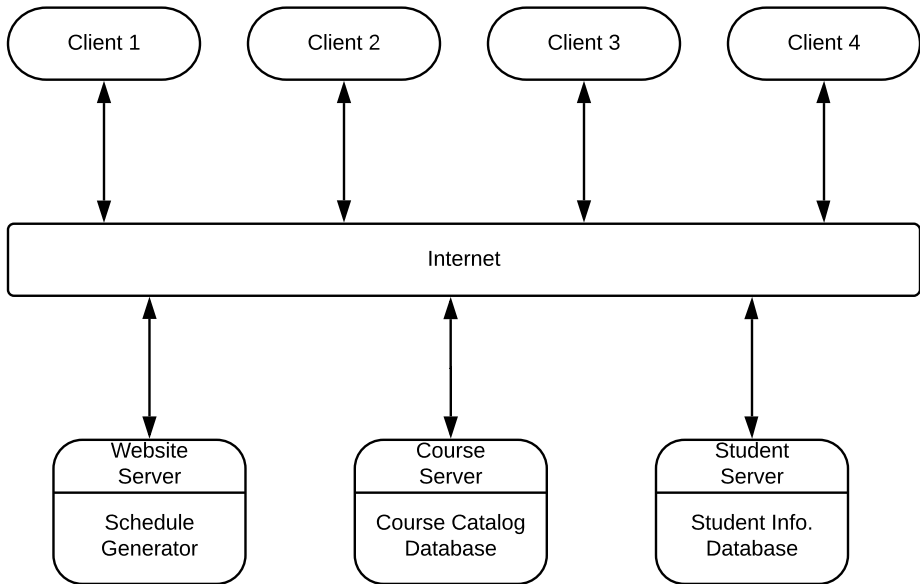 Client 1
Client 2
Client 3
Client 4
Internet
Website
Server
Schedule
Generator
Course
Server
Course Catalog
Database
Student
Server
Student Info.
Database